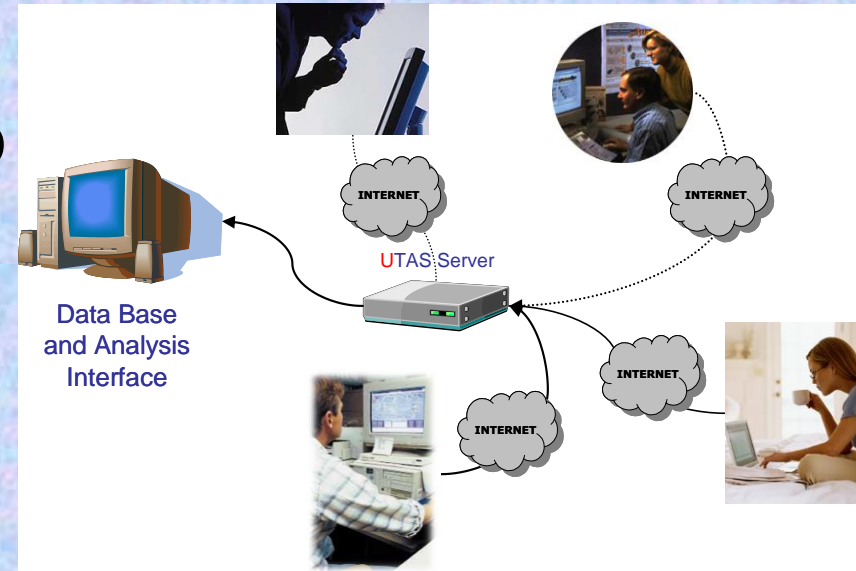 INTERNET
INTERNET
UTAS Server
Data Base
and Analysis
Interface
INTERNET
INTERNET